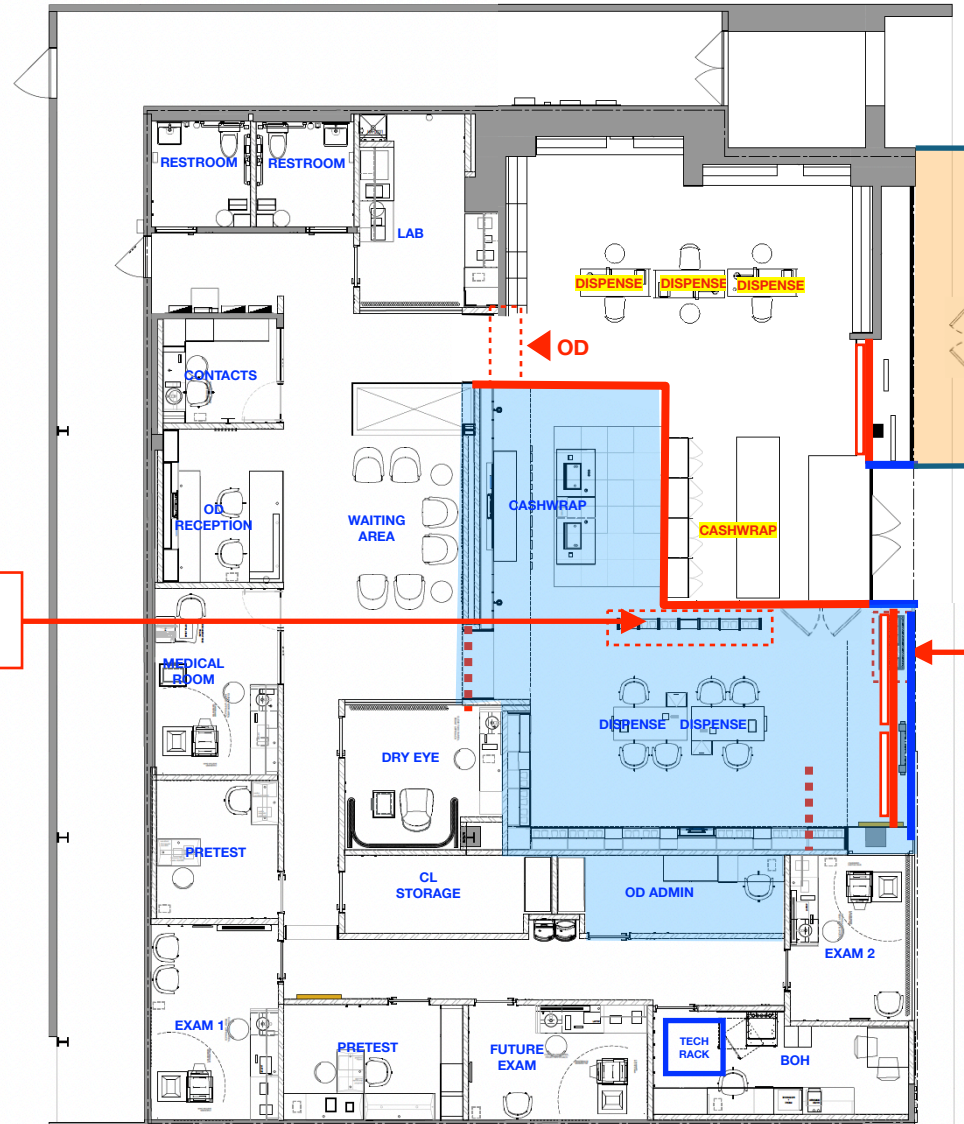 RESTROOM
RESTROOM
LAB
DISPENSE
DISPENSE
DISPENSE
OD
CONTACTS
CASHWRAP
OD
RECEPTION
WAITING
AREA
CASHWRAP
MEDICAL
ROOM
DISPENSE
DISPENSE
DRY EYE
PRETEST
CL
STORAGE
OD ADMIN
EXAM 2
EXAM 1
PRETEST
FUTURE
EXAM
TECH
RACK
BOH